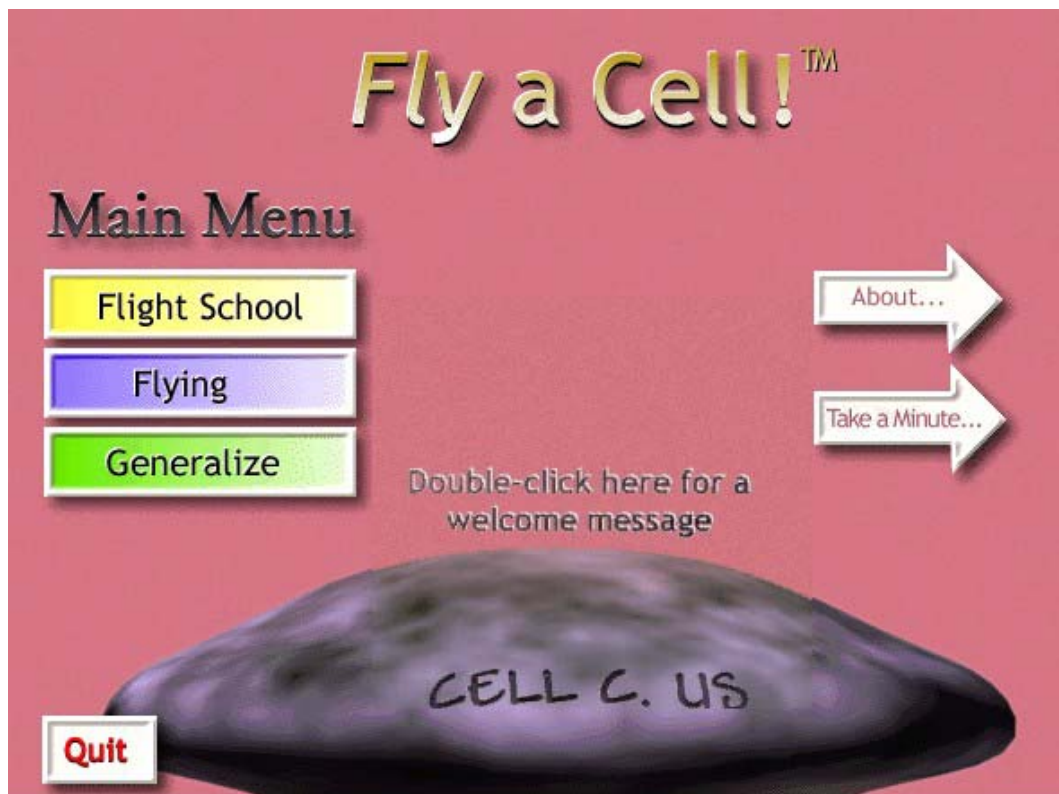 Fly a Cell!™
Main Menu
Flight School
Flying
Generalize
About...
Take a Minute...
Double-click here for a
welcome message
CELL C. US
Quit